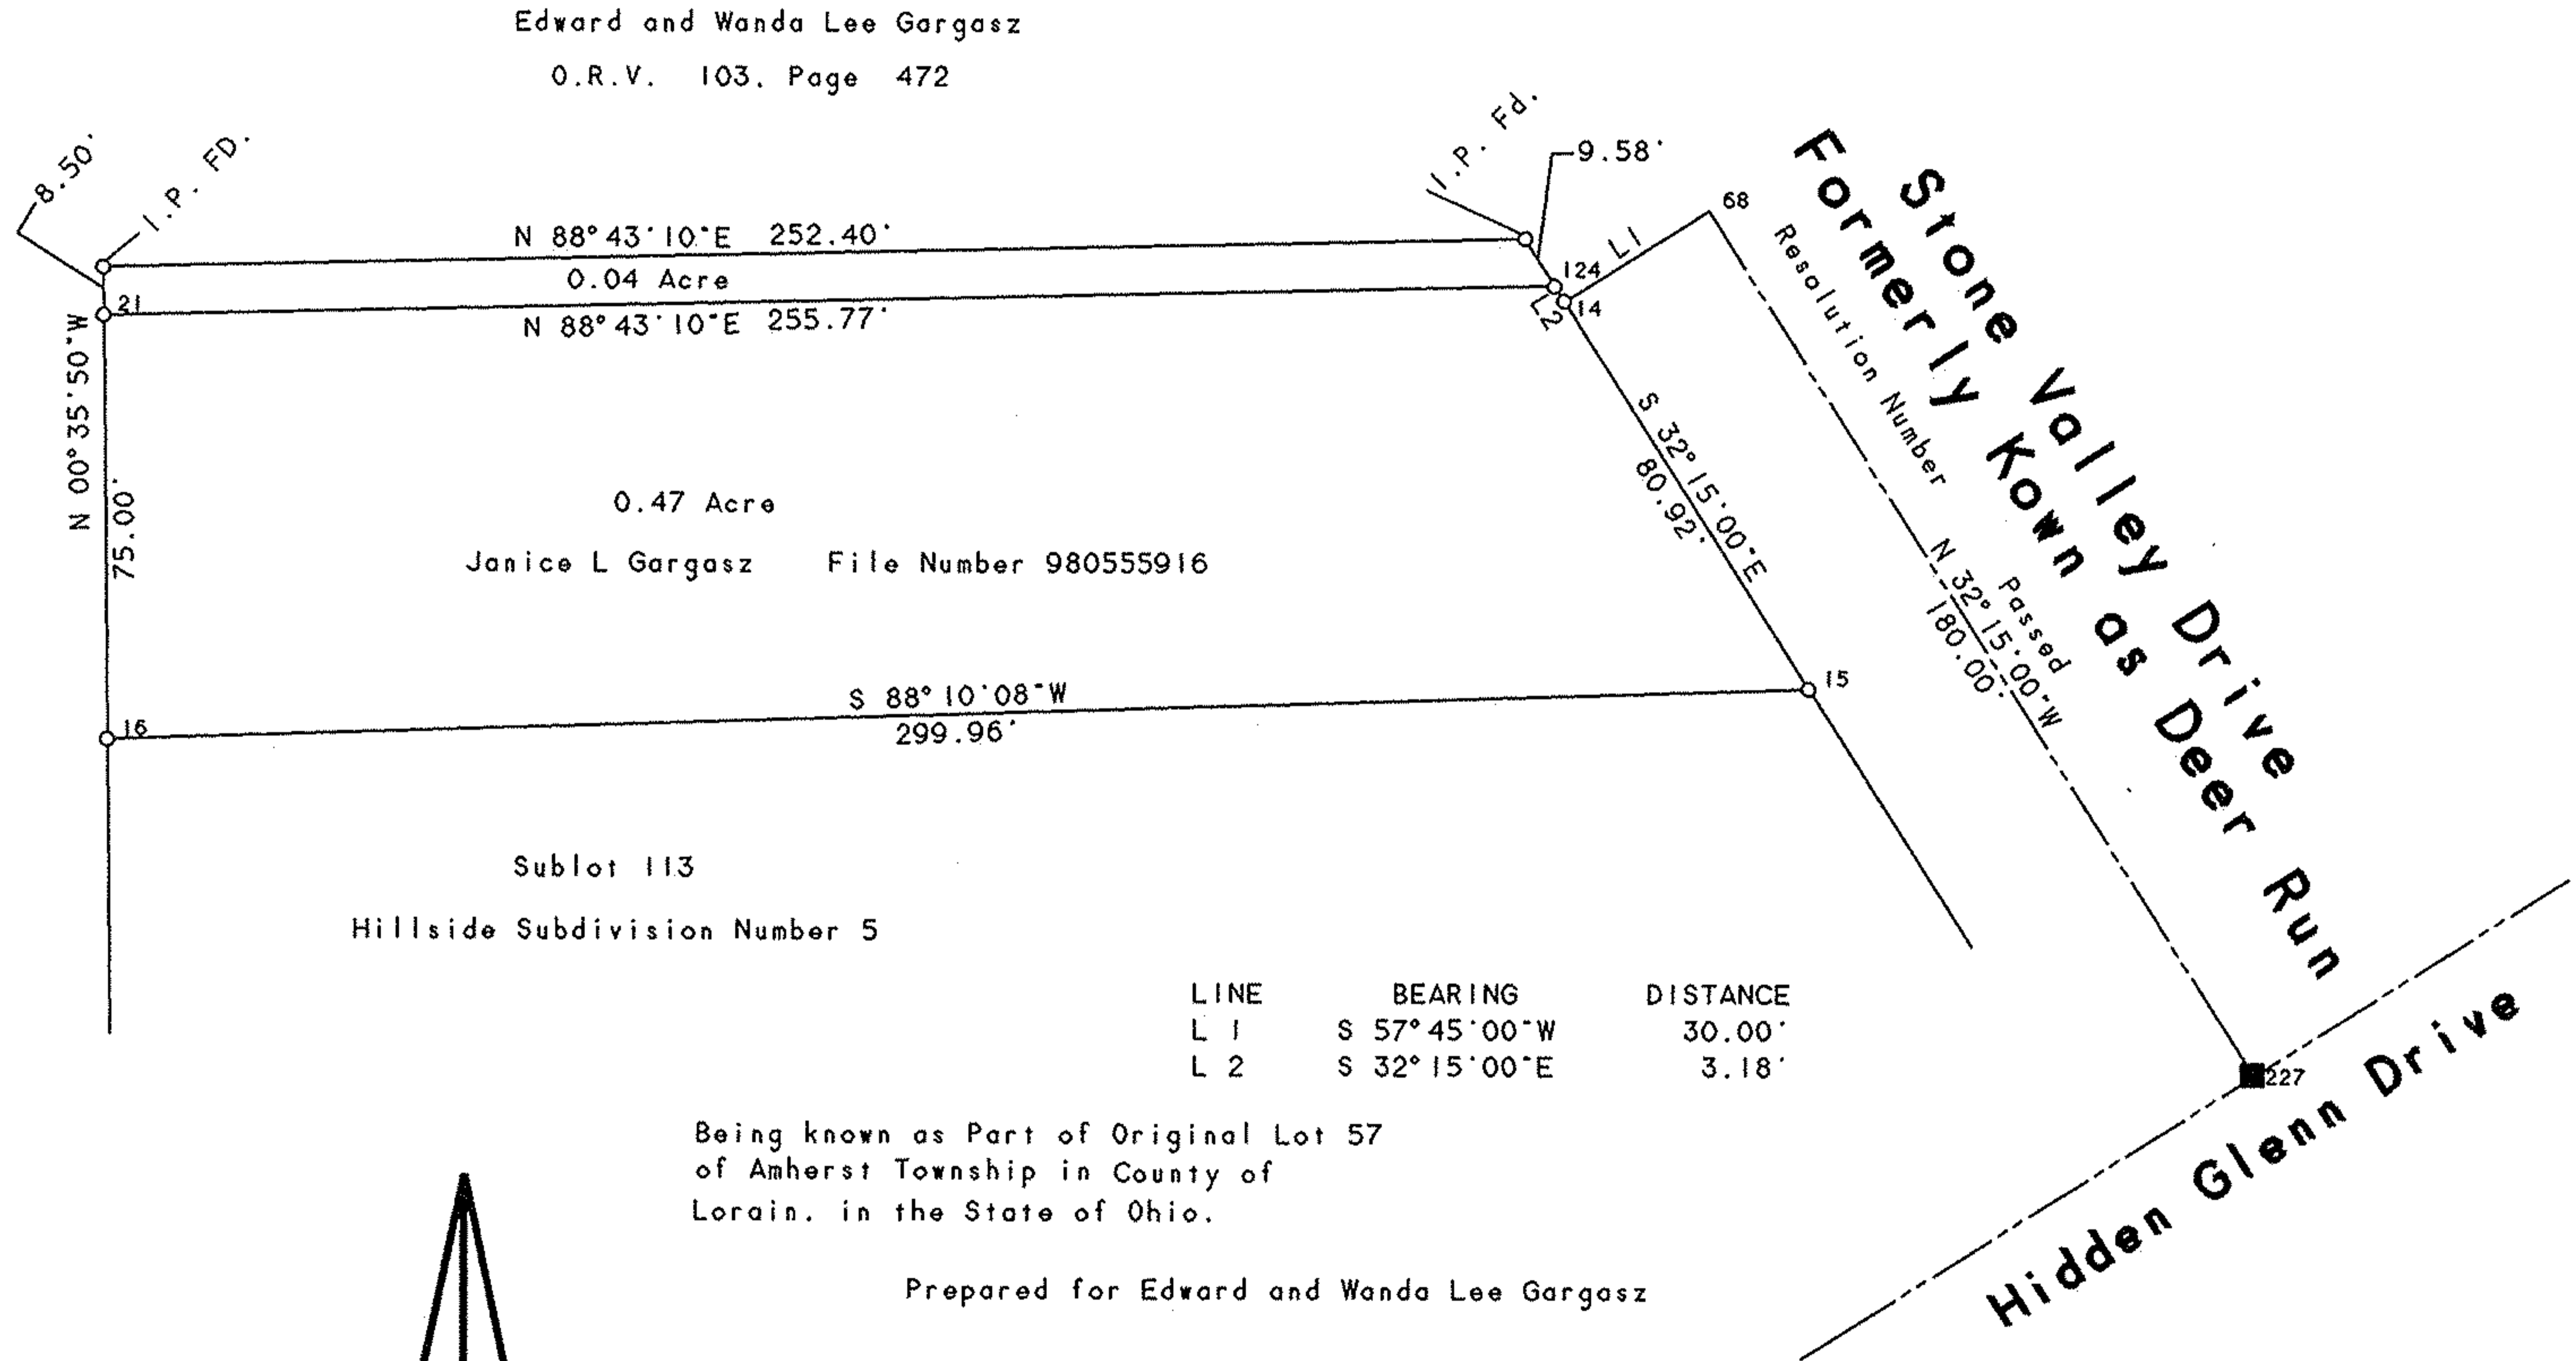 Edward and Wanda Lee Gargasz
O.R.V. 103. Page 472
8.50'
I.P. FD.
I.P. Fd.
9.58'
N 88°43'10"E 252.40'
0.04 Acre
N 88°43'10"E 255.77'
21
124
14
L1
L2
68
N 00°35'50"W
75.00'
S 32°15'00"E
80.92'
0.47 Acre
Janice L Gargasz File Number 980555916
S 88°10'08"W
299.96'
16
15
Stone Valley Drive
Formerly Kown as Deer Run
Resolution Number Passed
N 32°15'00"W
180.00'
Sublot 113
Hillside Subdivision Number 5
LINE BEARING DISTANCE
L 1 S 57°45'00"W 30.00'
L 2 S 32°15'00"E 3.18'
227
Hidden Glenn Drive
Being known as Part of Original Lot 57
of Amherst Township in County of
Lorain. in the State of Ohio.
Prepared for Edward and Wanda Lee Gargasz